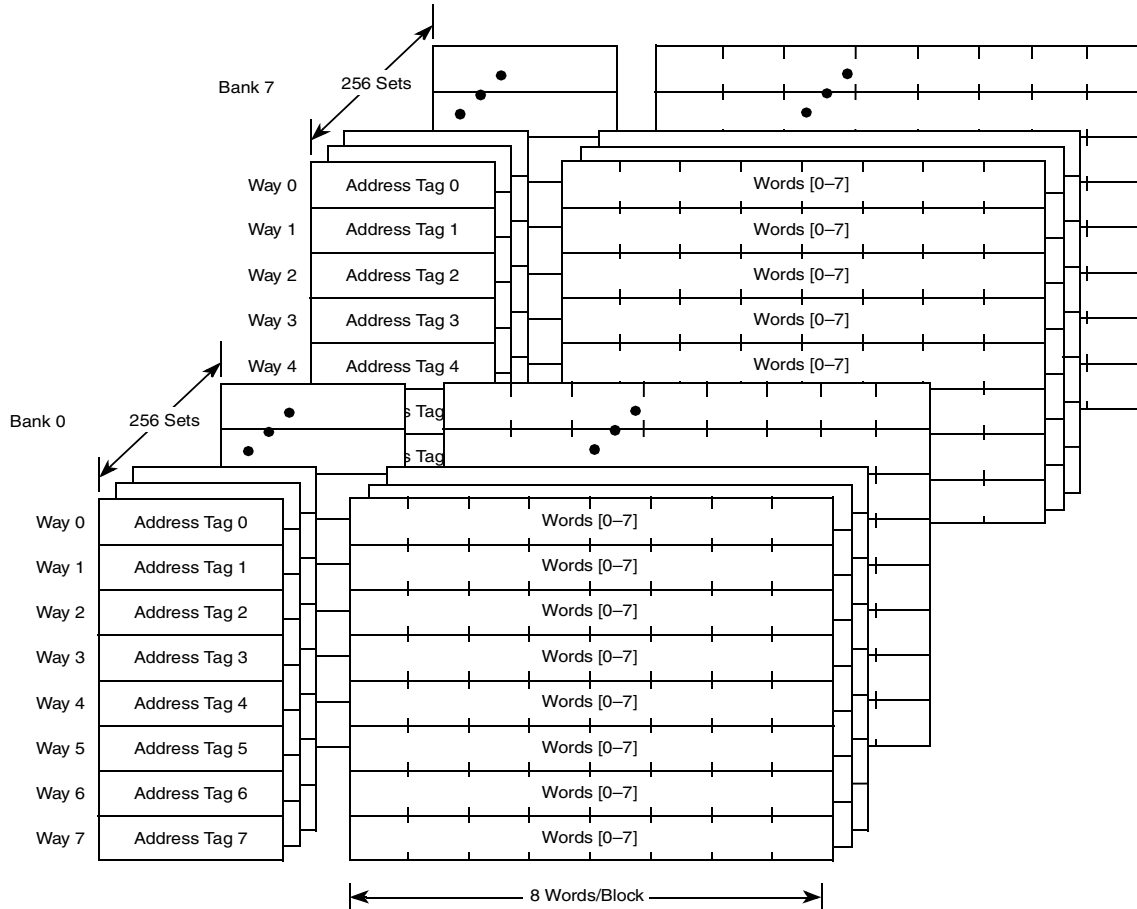 256 Sets
Bank 7
Way 0 Address Tag 0 Words [0–7]
Way 1 Address Tag 1 Words [0–7]
Way 2 Address Tag 2 Words [0–7]
Way 3 Address Tag 3 Words [0–7]
Way 4 Address Tag 4 Words [0–7]
s Tag
256 Sets
Bank 0
s Tag
Way 0 Address Tag 0 Words [0–7]
Way 1 Address Tag 1 Words [0–7]
Way 2 Address Tag 2 Words [0–7]
Way 3 Address Tag 3 Words [0–7]
Way 4 Address Tag 4 Words [0–7]
Way 5 Address Tag 5 Words [0–7]
Way 6 Address Tag 6 Words [0–7]
Way 7 Address Tag 7 Words [0–7]
8 Words/Block